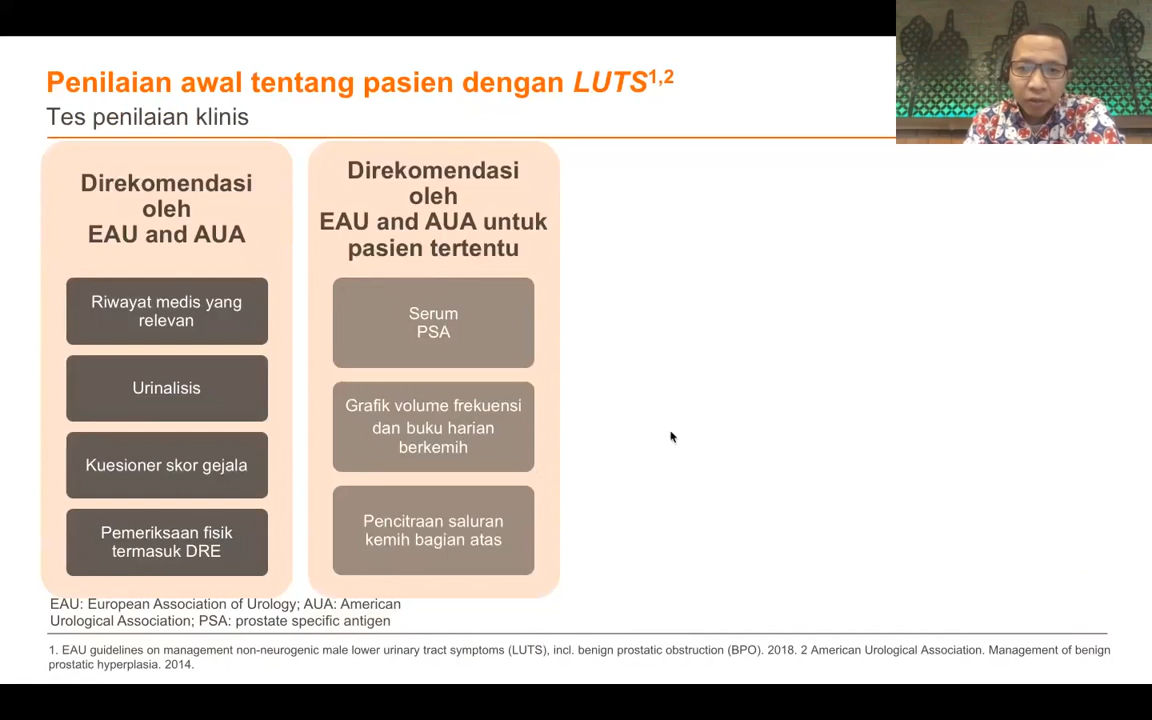 Penilaian awal tentang pasien dengan LUTS1,2
Tes penilaian klinis
Direkomendasi
oleh
EAU and AUA
Riwayat medis yang
relevan
Urinalisis
Kuesioner skor gejala
Pemeriksaan fisik
termasuk DRE
Direkomendasi
oleh
EAU and AUA untuk
pasien tertentu
Serum
PSA
Grafik volume frekuensi
dan buku harian
berkemih
Pencitraan saluran
kemih bagian atas
EAU: European Association of Urology; AUA: American
Urological Association; PSA: prostate specific antigen
1. EAU guidelines on management non-neurogenic male lower urinary tract symptoms (LUTS), incl. benign prostatic obstruction (BPO). 2018. 2 American Urological Association. Management of benign
prostatic hyperplasia. 2014.